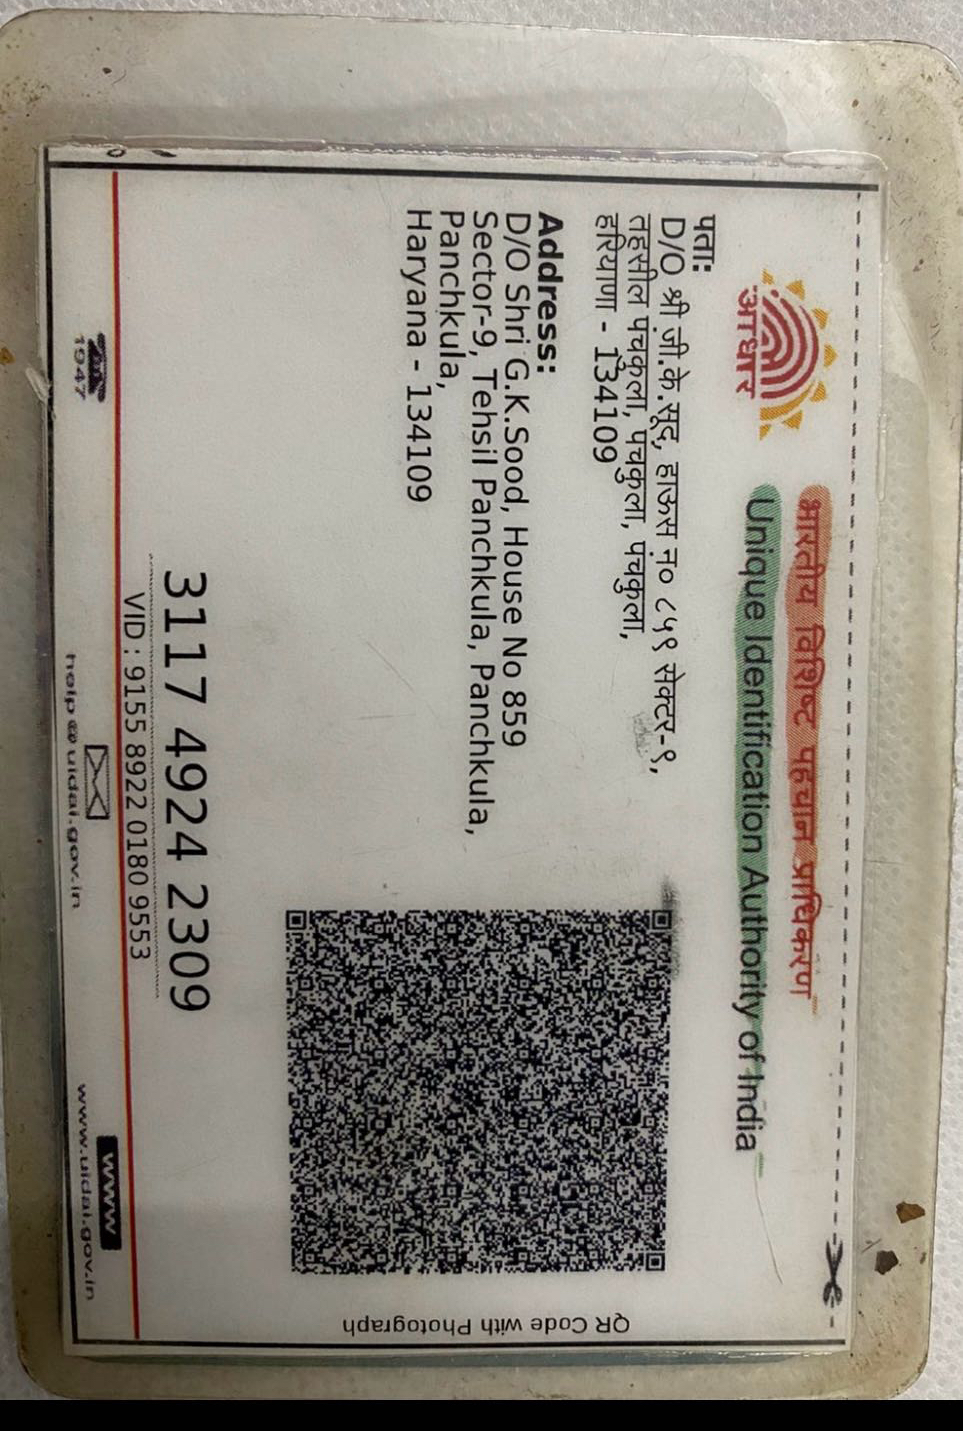 आधार
भारतीय विशिष्ट पहचान प्राधिकरण
Unique Identification Authority of India
पता:
D/O श्री ज़ी.के.सूद, हाऊस न० ८५९ सेक्टर-९,
तहसील पंचकुला, पंचकुला, पंचकुला,
हरियाणा - 134109
Address:
D/O Shri G.K.Sood, House No 859
Sector-9, Tehsil Panchkula, Panchkula,
Panchkula,
Haryana - 134109
QR Code with Photograph
3117 4924 2309
VID : 9155 8922 0180 9553
1947
help@uidai.gov.in
www
www.uidai.gov.in